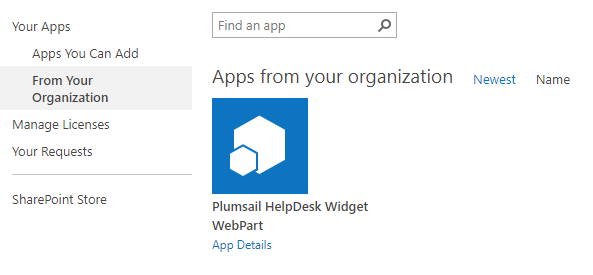 Your Apps
Apps You Can Add
From Your
Organization
Manage Licenses
Your Requests
SharePoint Store
Find an app
Apps from your organization Newest Name
Plumsail HelpDesk Widget
WebPart
App Details